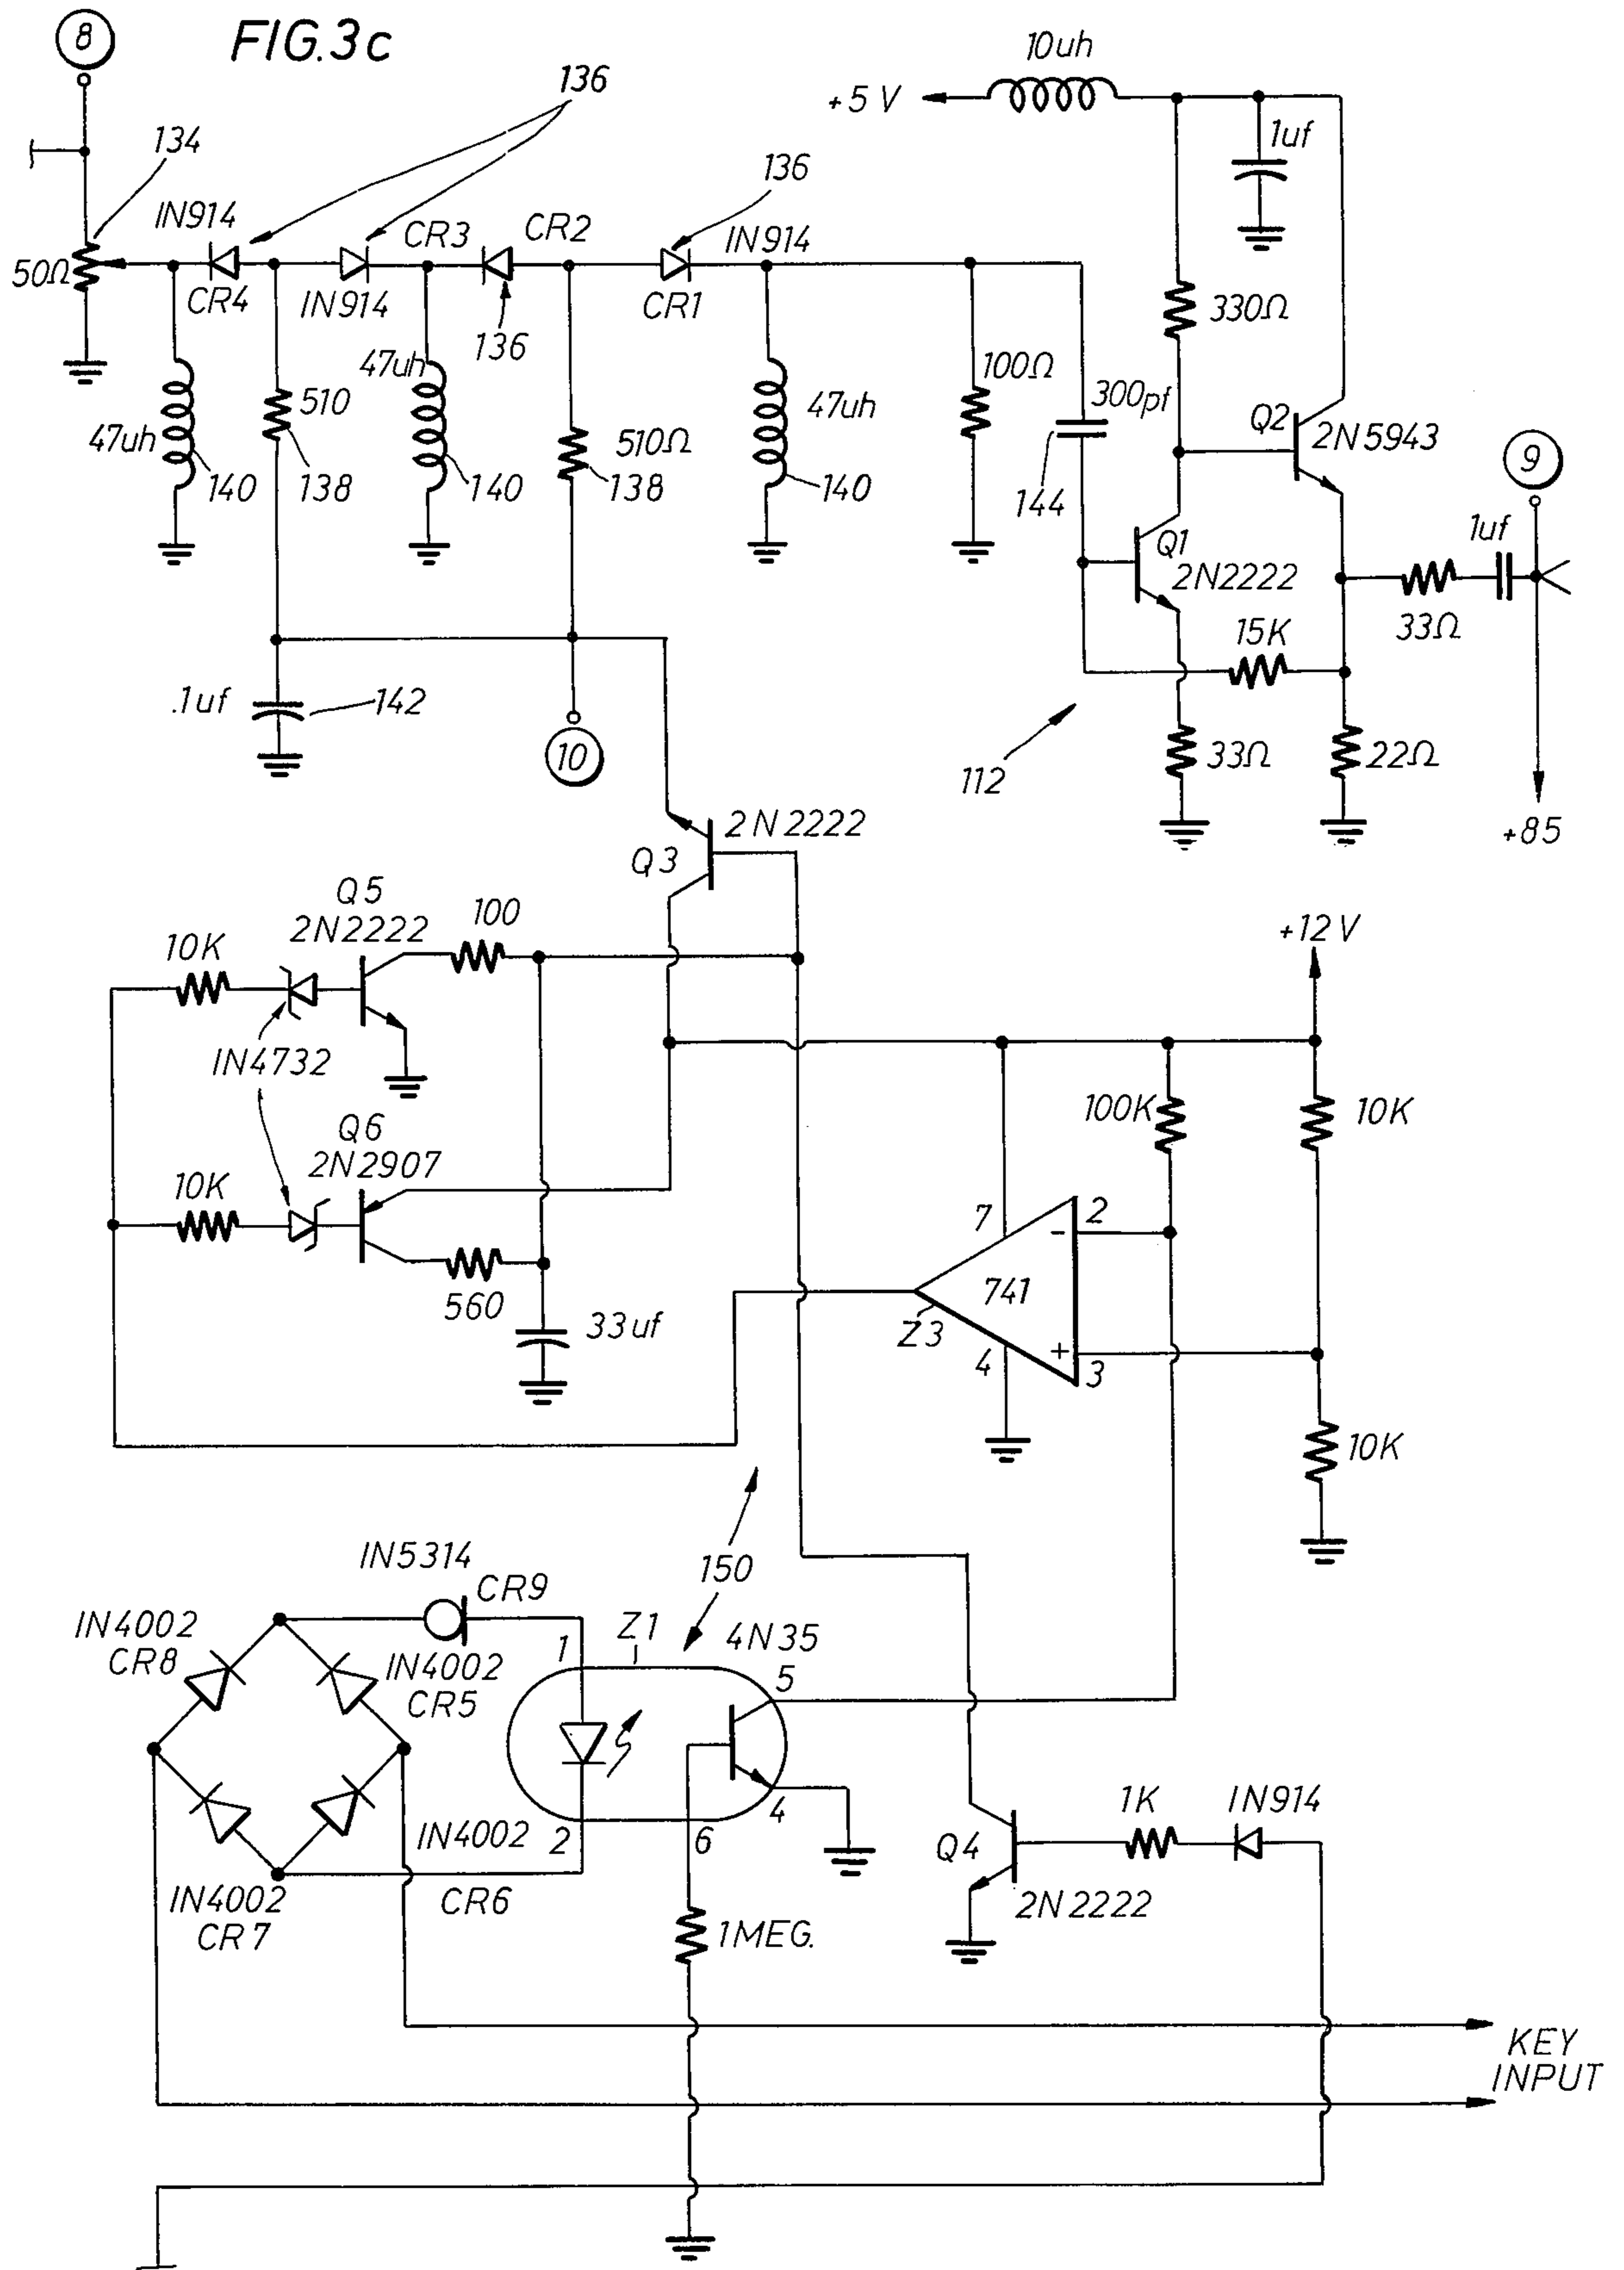 FIG.3c
8
10uh
+5 V
1uf
136
134
136
IN914
CR3
CR2
IN914
50Ω
CR4
IN914
136
CR1
330Ω
47uh
510
138
140
47uh
140
510Ω
138
47uh
140
100Ω
300pf
144
Q2
2N5943
9
1uf
Q1
2N2222
33Ω
15K
.1uf
142
10
112
33Ω
22Ω
+85
2N2222
Q3
Q5
2N2222
100
10K
+12V
IN4732
Q6
2N2907
10K
100K
10K
7
2
-
741
Z3
560
33uf
4
+
3
10K
150
IN5314
CR9
IN4002
CR8
IN4002
CR5
1
Z1
4N35
5
IN4002
2
6
4
1K
1N914
Q4
2N2222
IN4002
CR7
CR6
1MEG.
KEY
INPUT